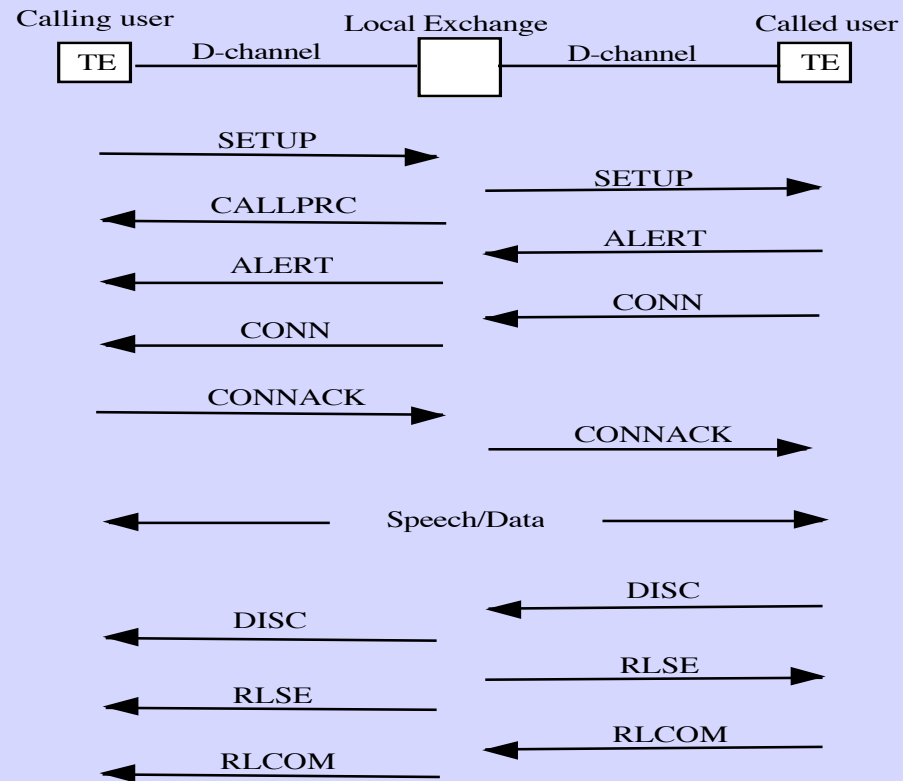 Calling user
Local Exchange
Called user
TE
D-channel
D-channel
TE
SETUP
SETUP
CALLPRC
ALERT
ALERT
CONN
CONN
CONNACK
CONNACK
Speech/Data
DISC
DISC
RLSE
RLSE
RLCOM
RLCOM